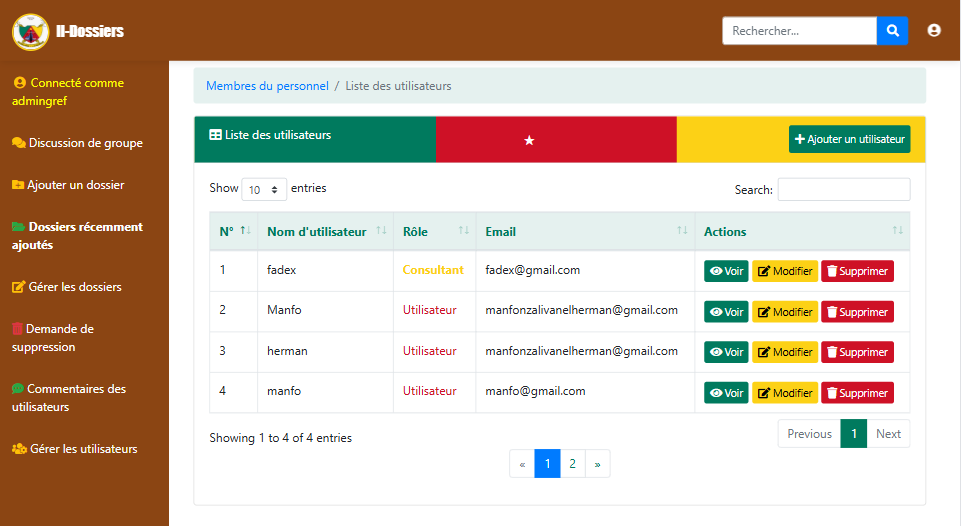 II-Dossiers
Rechercher...
Connecté comme
admingref
Discussion de groupe
Ajouter un dossier
Dossiers récemment
ajoutés
Gérer les dossiers
Demande de
suppression
Commentaires des
utilisateurs
Gérer les utilisateurs
Membres du personnel / Liste des utilisateurs
Liste des utilisateurs
Ajouter un utilisateur
Show 10 entries Search:
N° Nom d'utilisateur Rôle Email Actions
1 fadex Consultant fadex@gmail.com Voir Modifier Supprimer
2 Manfo Utilisateur manfonzalivanelherman@gmail.com Voir Modifier Supprimer
3 herman Utilisateur manfonzalivanelherman@gmail.com Voir Modifier Supprimer
4 manfo Utilisateur manfo@gmail.com Voir Modifier Supprimer
Showing 1 to 4 of 4 entries Previous 1 Next
« 1 2 »